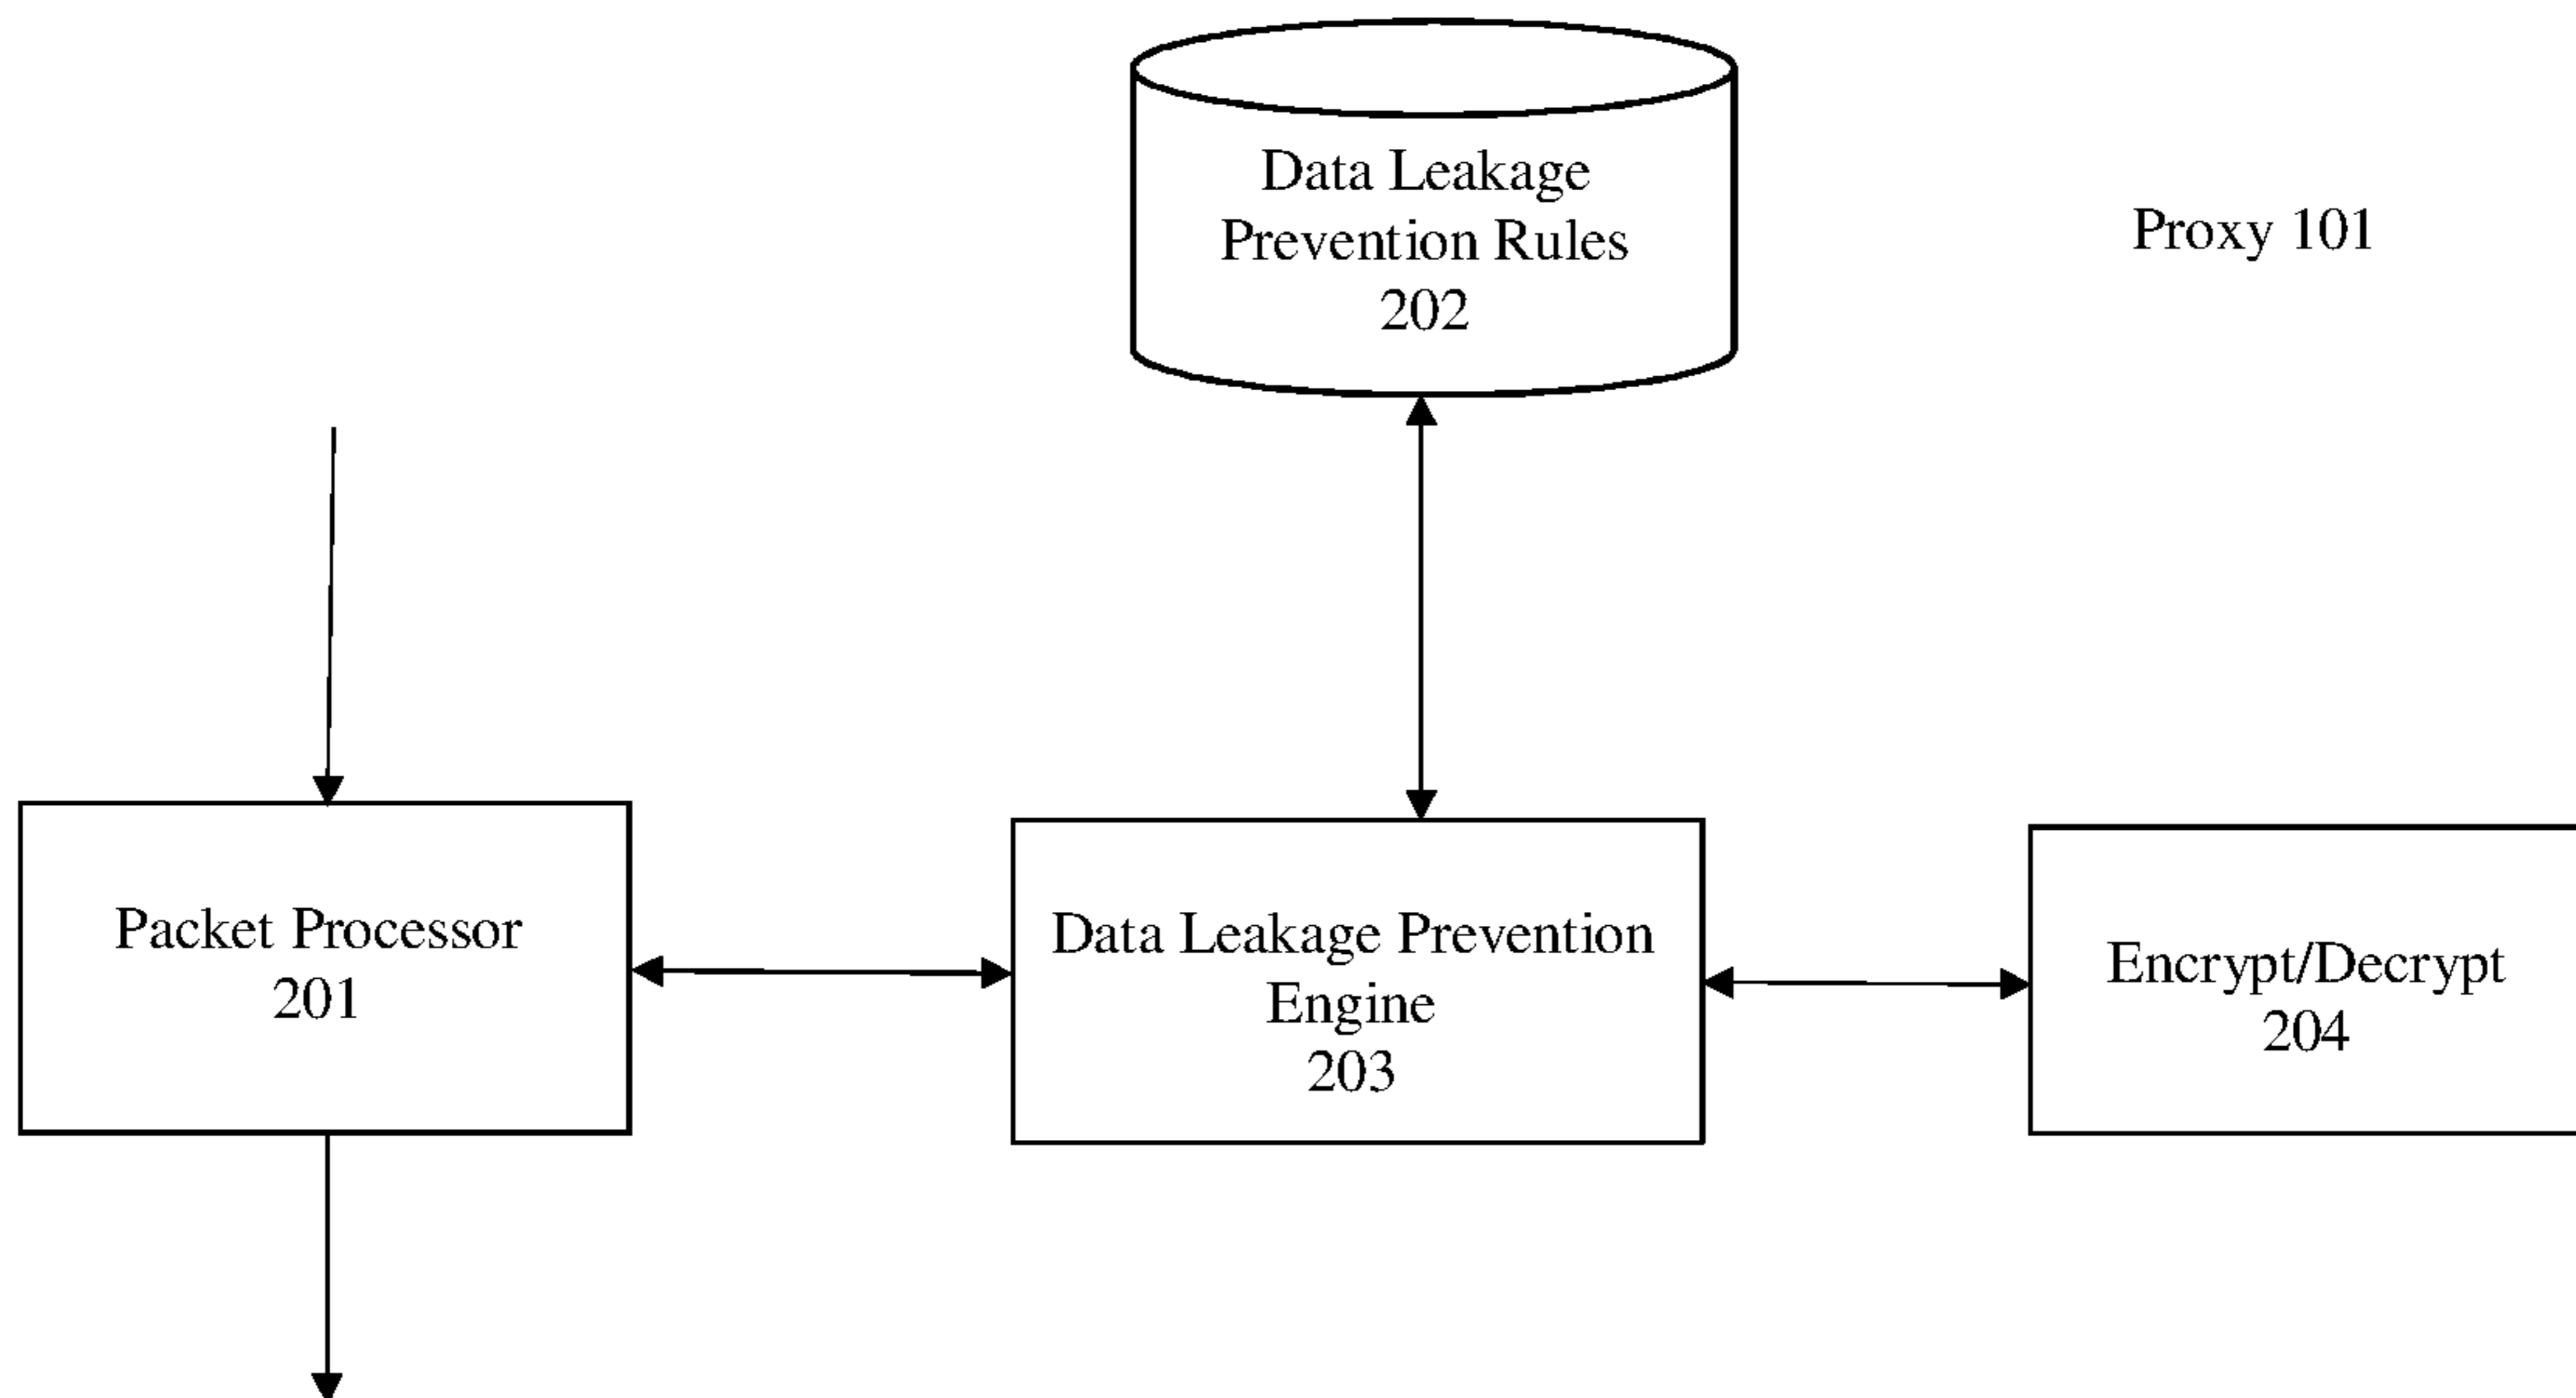 Data Leakage
Prevention Rules
202
Proxy 101
Packet Processor
201
Data Leakage Prevention
Engine
203
Encrypt/Decrypt
204